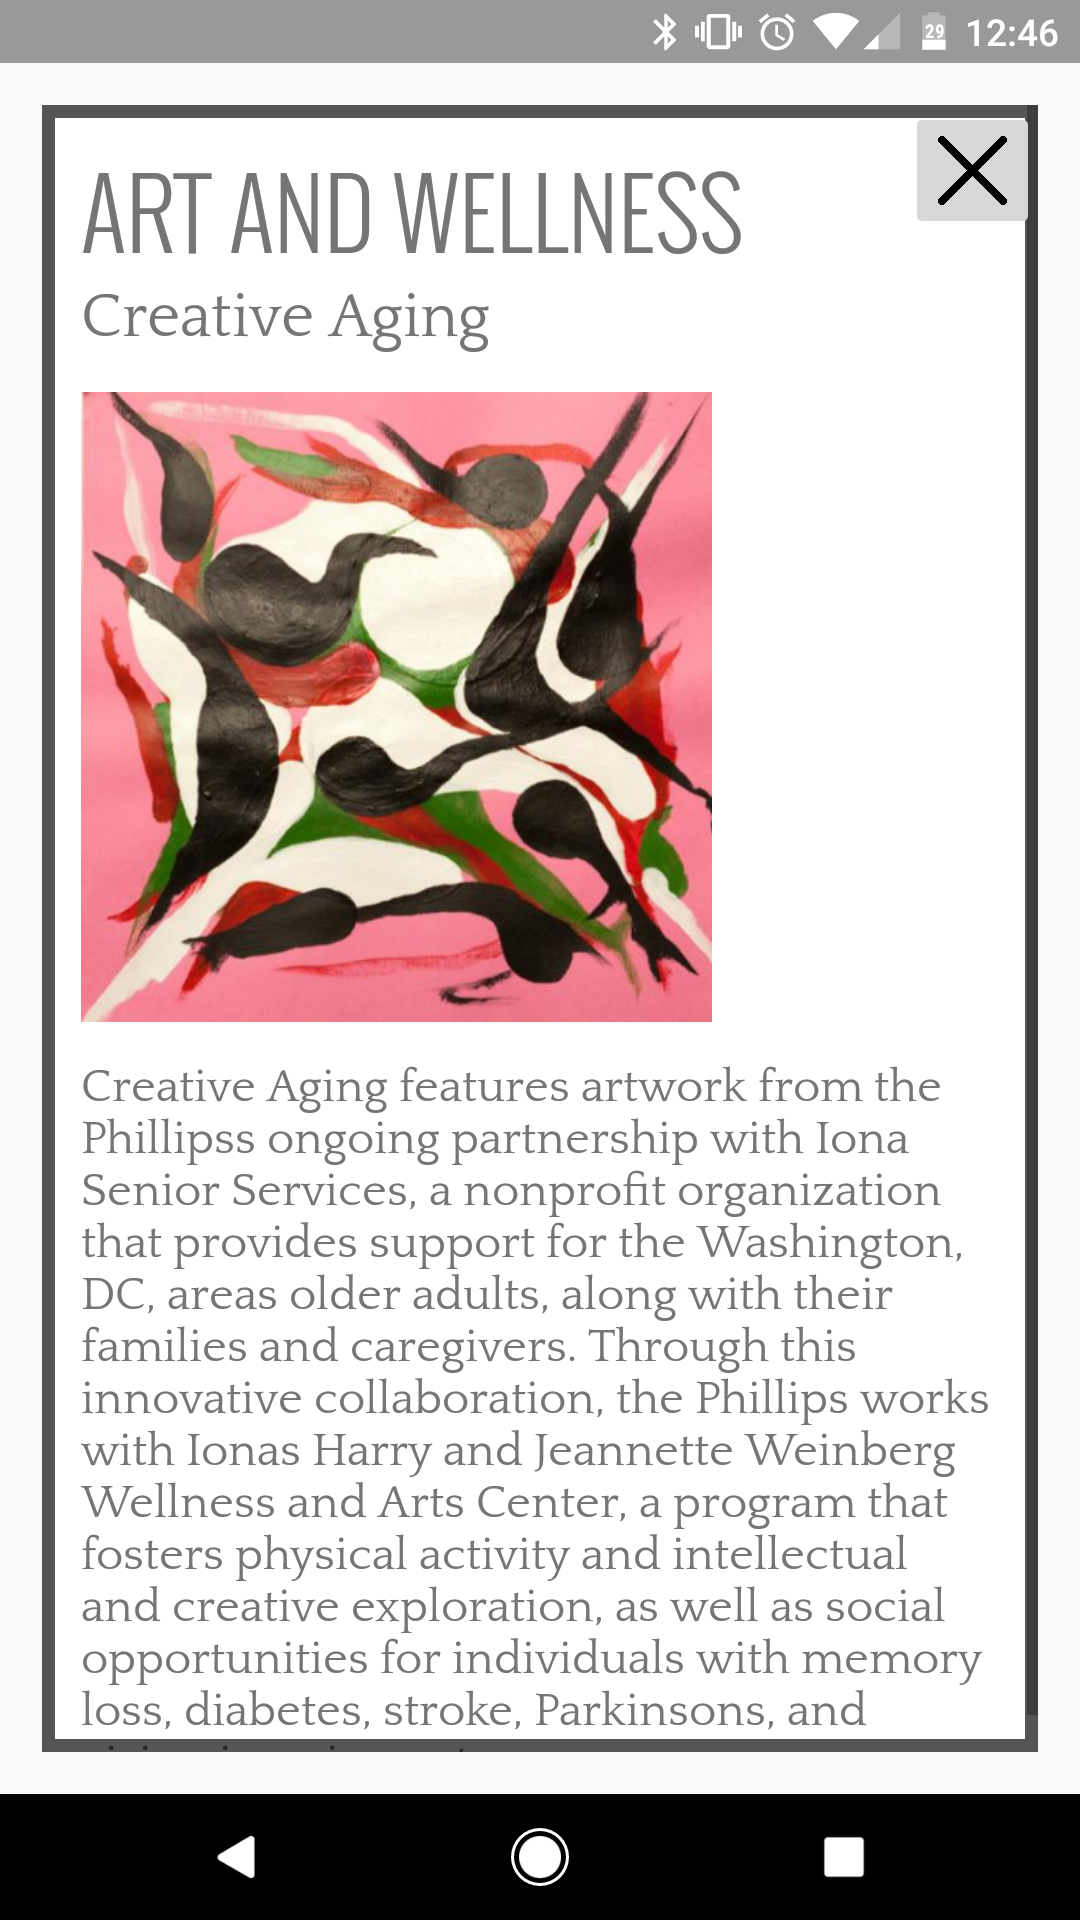 29 12:46
ART AND WELLNESS
Creative Aging
Creative Aging features artwork from the
Phillipss ongoing partnership with Iona
Senior Services, a nonprofit organization
that provides support for the Washington,
DC, areas older adults, along with their
families and caregivers. Through this
innovative collaboration, the Phillips works
with Ionas Harry and Jeannette Weinberg
Wellness and Arts Center, a program that
fosters physical activity and intellectual
and creative exploration, as well as social
opportunities for individuals with memory
loss, diabetes, stroke, Parkinsons, and